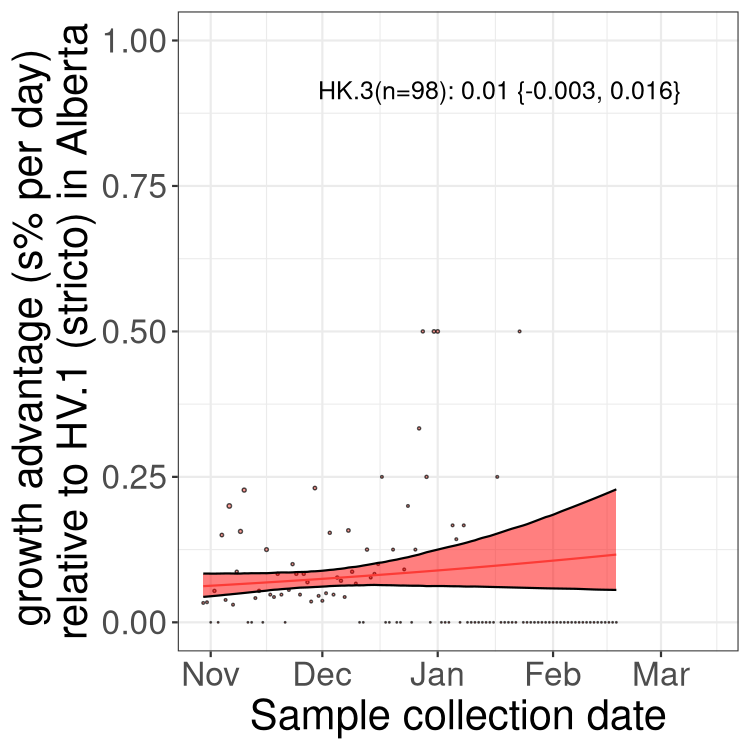 growth advantage (s% per day)
relative to HV.1 (stricto) in Alberta
1.00
0.75
0.50
0.25
0.00
HK.3(n=98): 0.01 {-0.003, 0.016}
Nov Dec Jan Feb Mar
Sample collection date